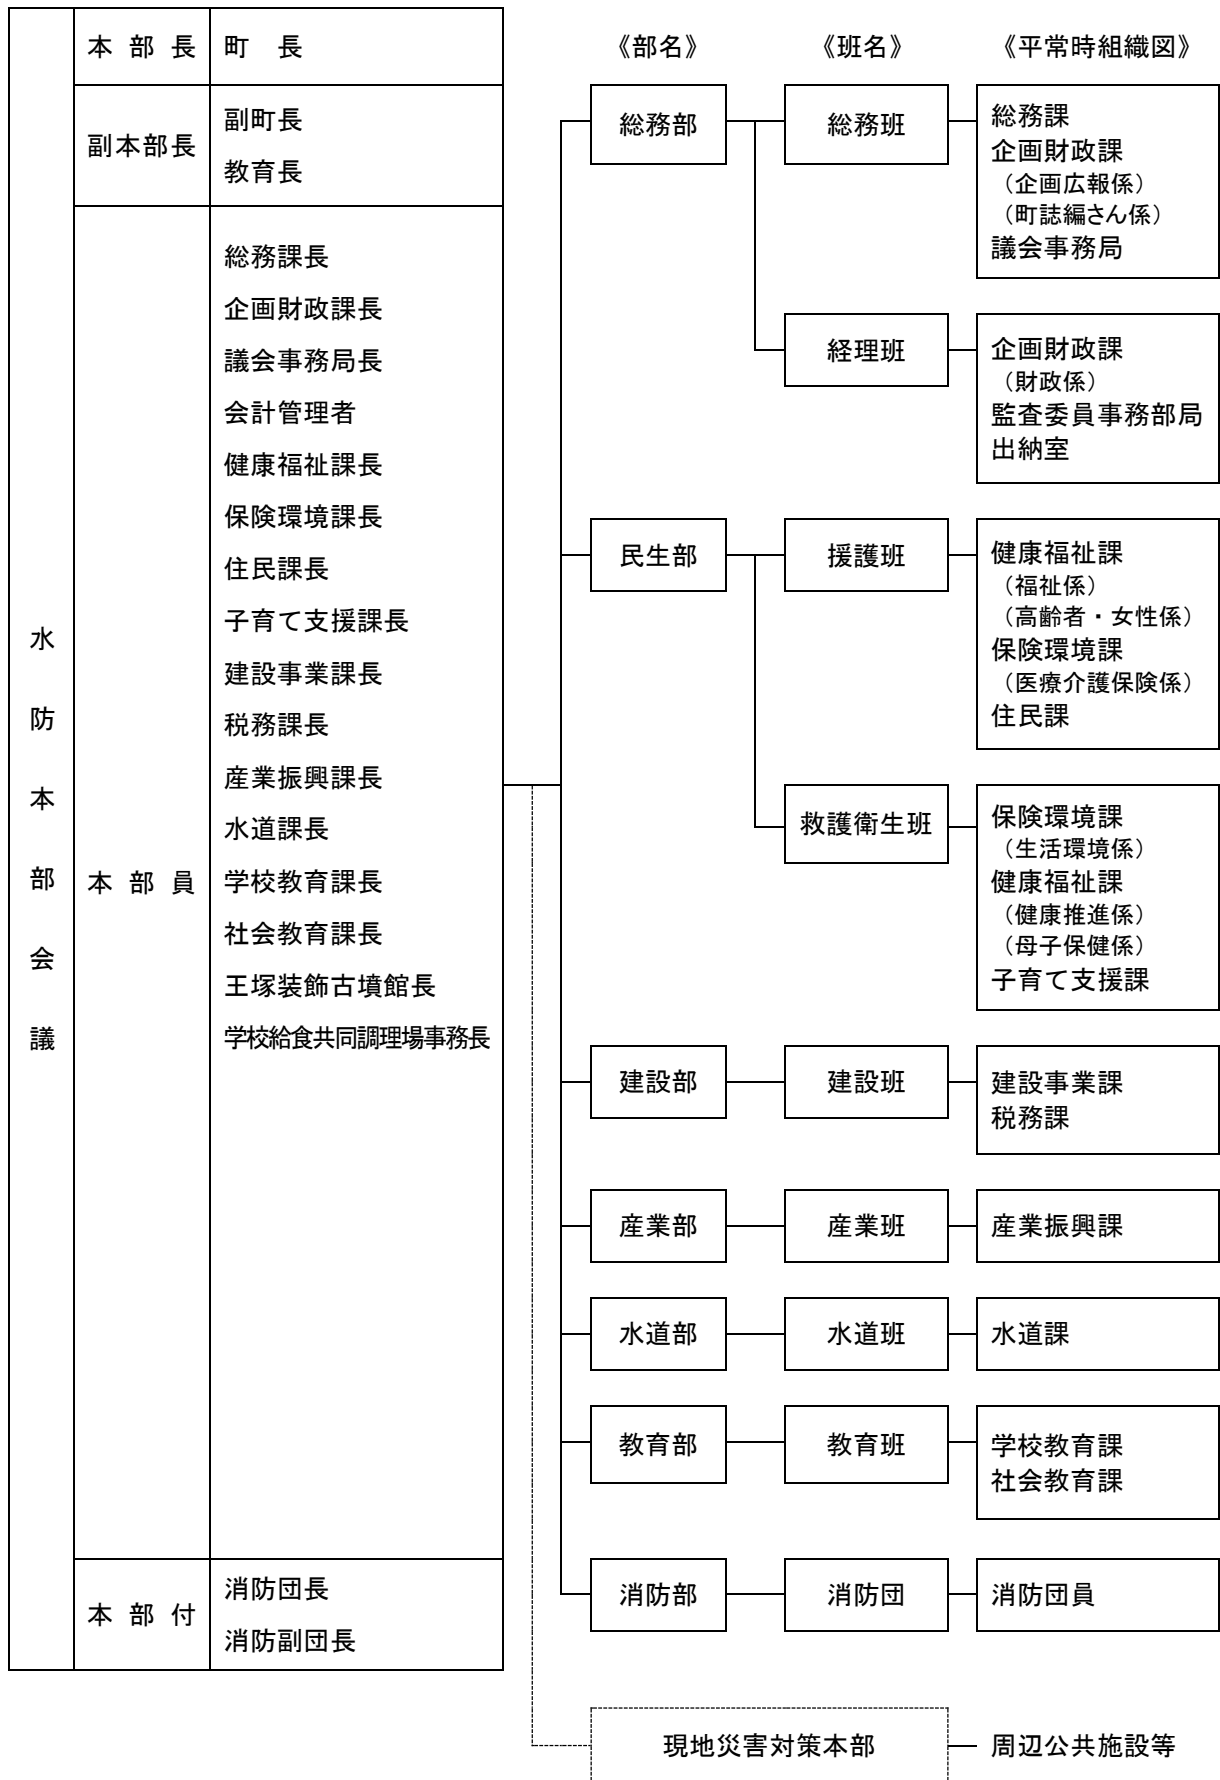 水防本部会議
本部長
町　長
副本部長
副町長
教育長
本部員
総務課長
企画財政課長
議会事務局長
会計管理者
健康福祉課長
保険環境課長
住民課長
子育て支援課長
建設事業課長
税務課長
産業振興課長
水道課長
学校教育課長
社会教育課長
王塚装飾古墳館長
学校給食共同調理場事務長
本部付
消防団長
消防副団長
《部名》
《班名》
《平常時組織図》
総務部
総務班
総務課
企画財政課
（企画広報係）
（町誌編さん係）
議会事務局
経理班
企画財政課
（財政係）
監査委員事務部局
出納室
民生部
援護班
健康福祉課
（福祉係）
（高齢者・女性係）
保険環境課
（医療介護保険係）
住民課
救護衛生班
保険環境課
（生活環境係）
健康福祉課
（健康推進係）
（母子保健係）
子育て支援課
建設部
建設班
建設事業課
税務課
産業部
産業班
産業振興課
水道部
水道班
水道課
教育部
教育班
学校教育課
社会教育課
消防部
消防団
消防団員
現地災害対策本部
周辺公共施設等